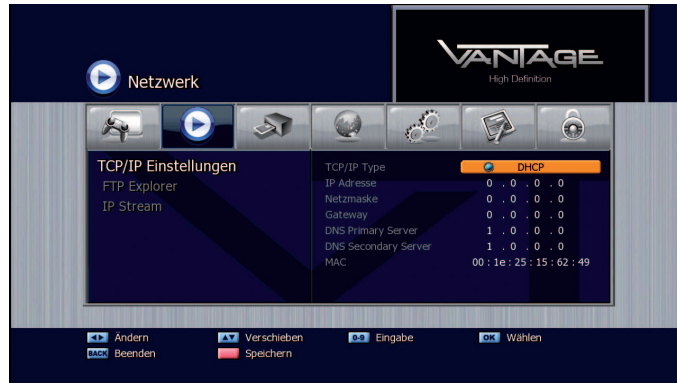 Netzwerk
VANTAGE
High Definition
TCP/IP Einstellungen
FTP Explorer
IP Stream
TCP/IP Type DHCP
IP Adresse 0 . 0 . 0 . 0
Netzmaske 0 . 0 . 0 . 0
Gateway 0 . 0 . 0 . 0
DNS Primary Server 1 . 0 . 0 . 0
DNS Secondary Server 1 . 0 . 0 . 0
MAC 00 : 1e : 25 : 15 : 62 : 49
Ändern Verschieben 0-9 Eingabe OK Wählen
BACK Beenden Speichern